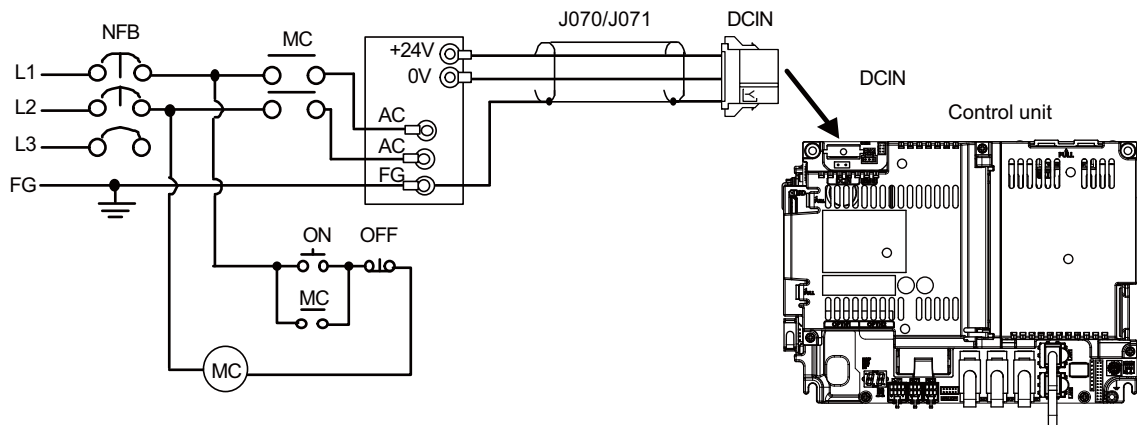 J070/J071
DCIN
NFB
MC
+24V
0V
L1
L2
L3
FG
AC
AC
FG
DCIN
Control unit
ON
OFF
MC
MC